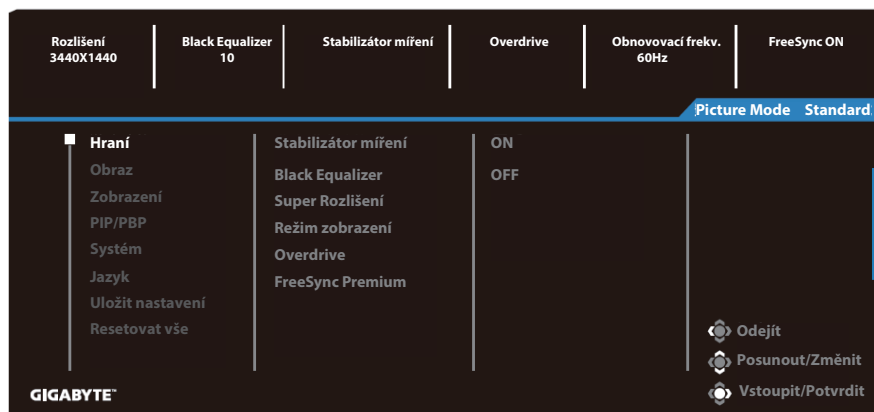 Rozlišení
3440X1440
Black Equalizer
10
Stabilizátor míření
Overdrive
Obnovovací frekv.
60Hz
FreeSync ON
Picture Mode Standard
Hraní
Obraz
Zobrazení
PIP/PBP
Systém
Jazyk
Uložit nastavení
Resetovat vše
Stabilizátor míření
Black Equalizer
Super Rozlišení
Režim zobrazení
Overdrive
FreeSync Premium
ON
OFF
Odejít
Posunout/Změnit
Vstoupit/Potvrdit
GIGABYTE™